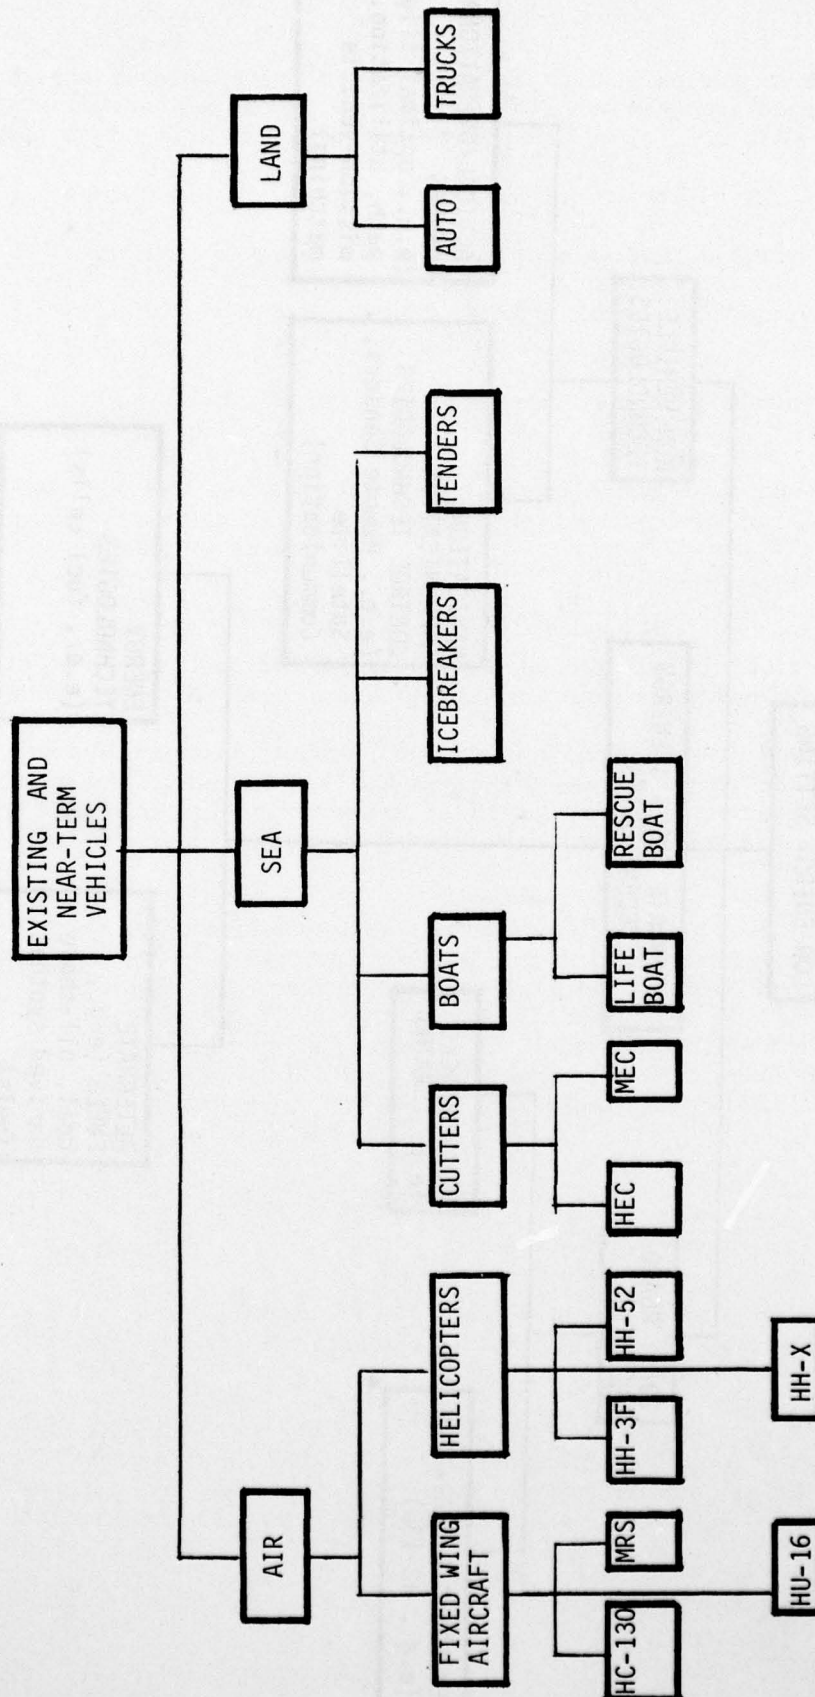 EXISTING AND
NEAR-TERM
VEHICLES
AIR
SEA
LAND
FIXED WING
AIRCRAFT
HELICOPTERS
CUTTERS
BOATS
ICEBREAKERS
TENDERS
AUTO
TRUCKS
HC-130
MRS
HH-3F
HH-52
HEC
MEC
LIFE
BOAT
RESCUE
BOAT
HU-16
HH-X